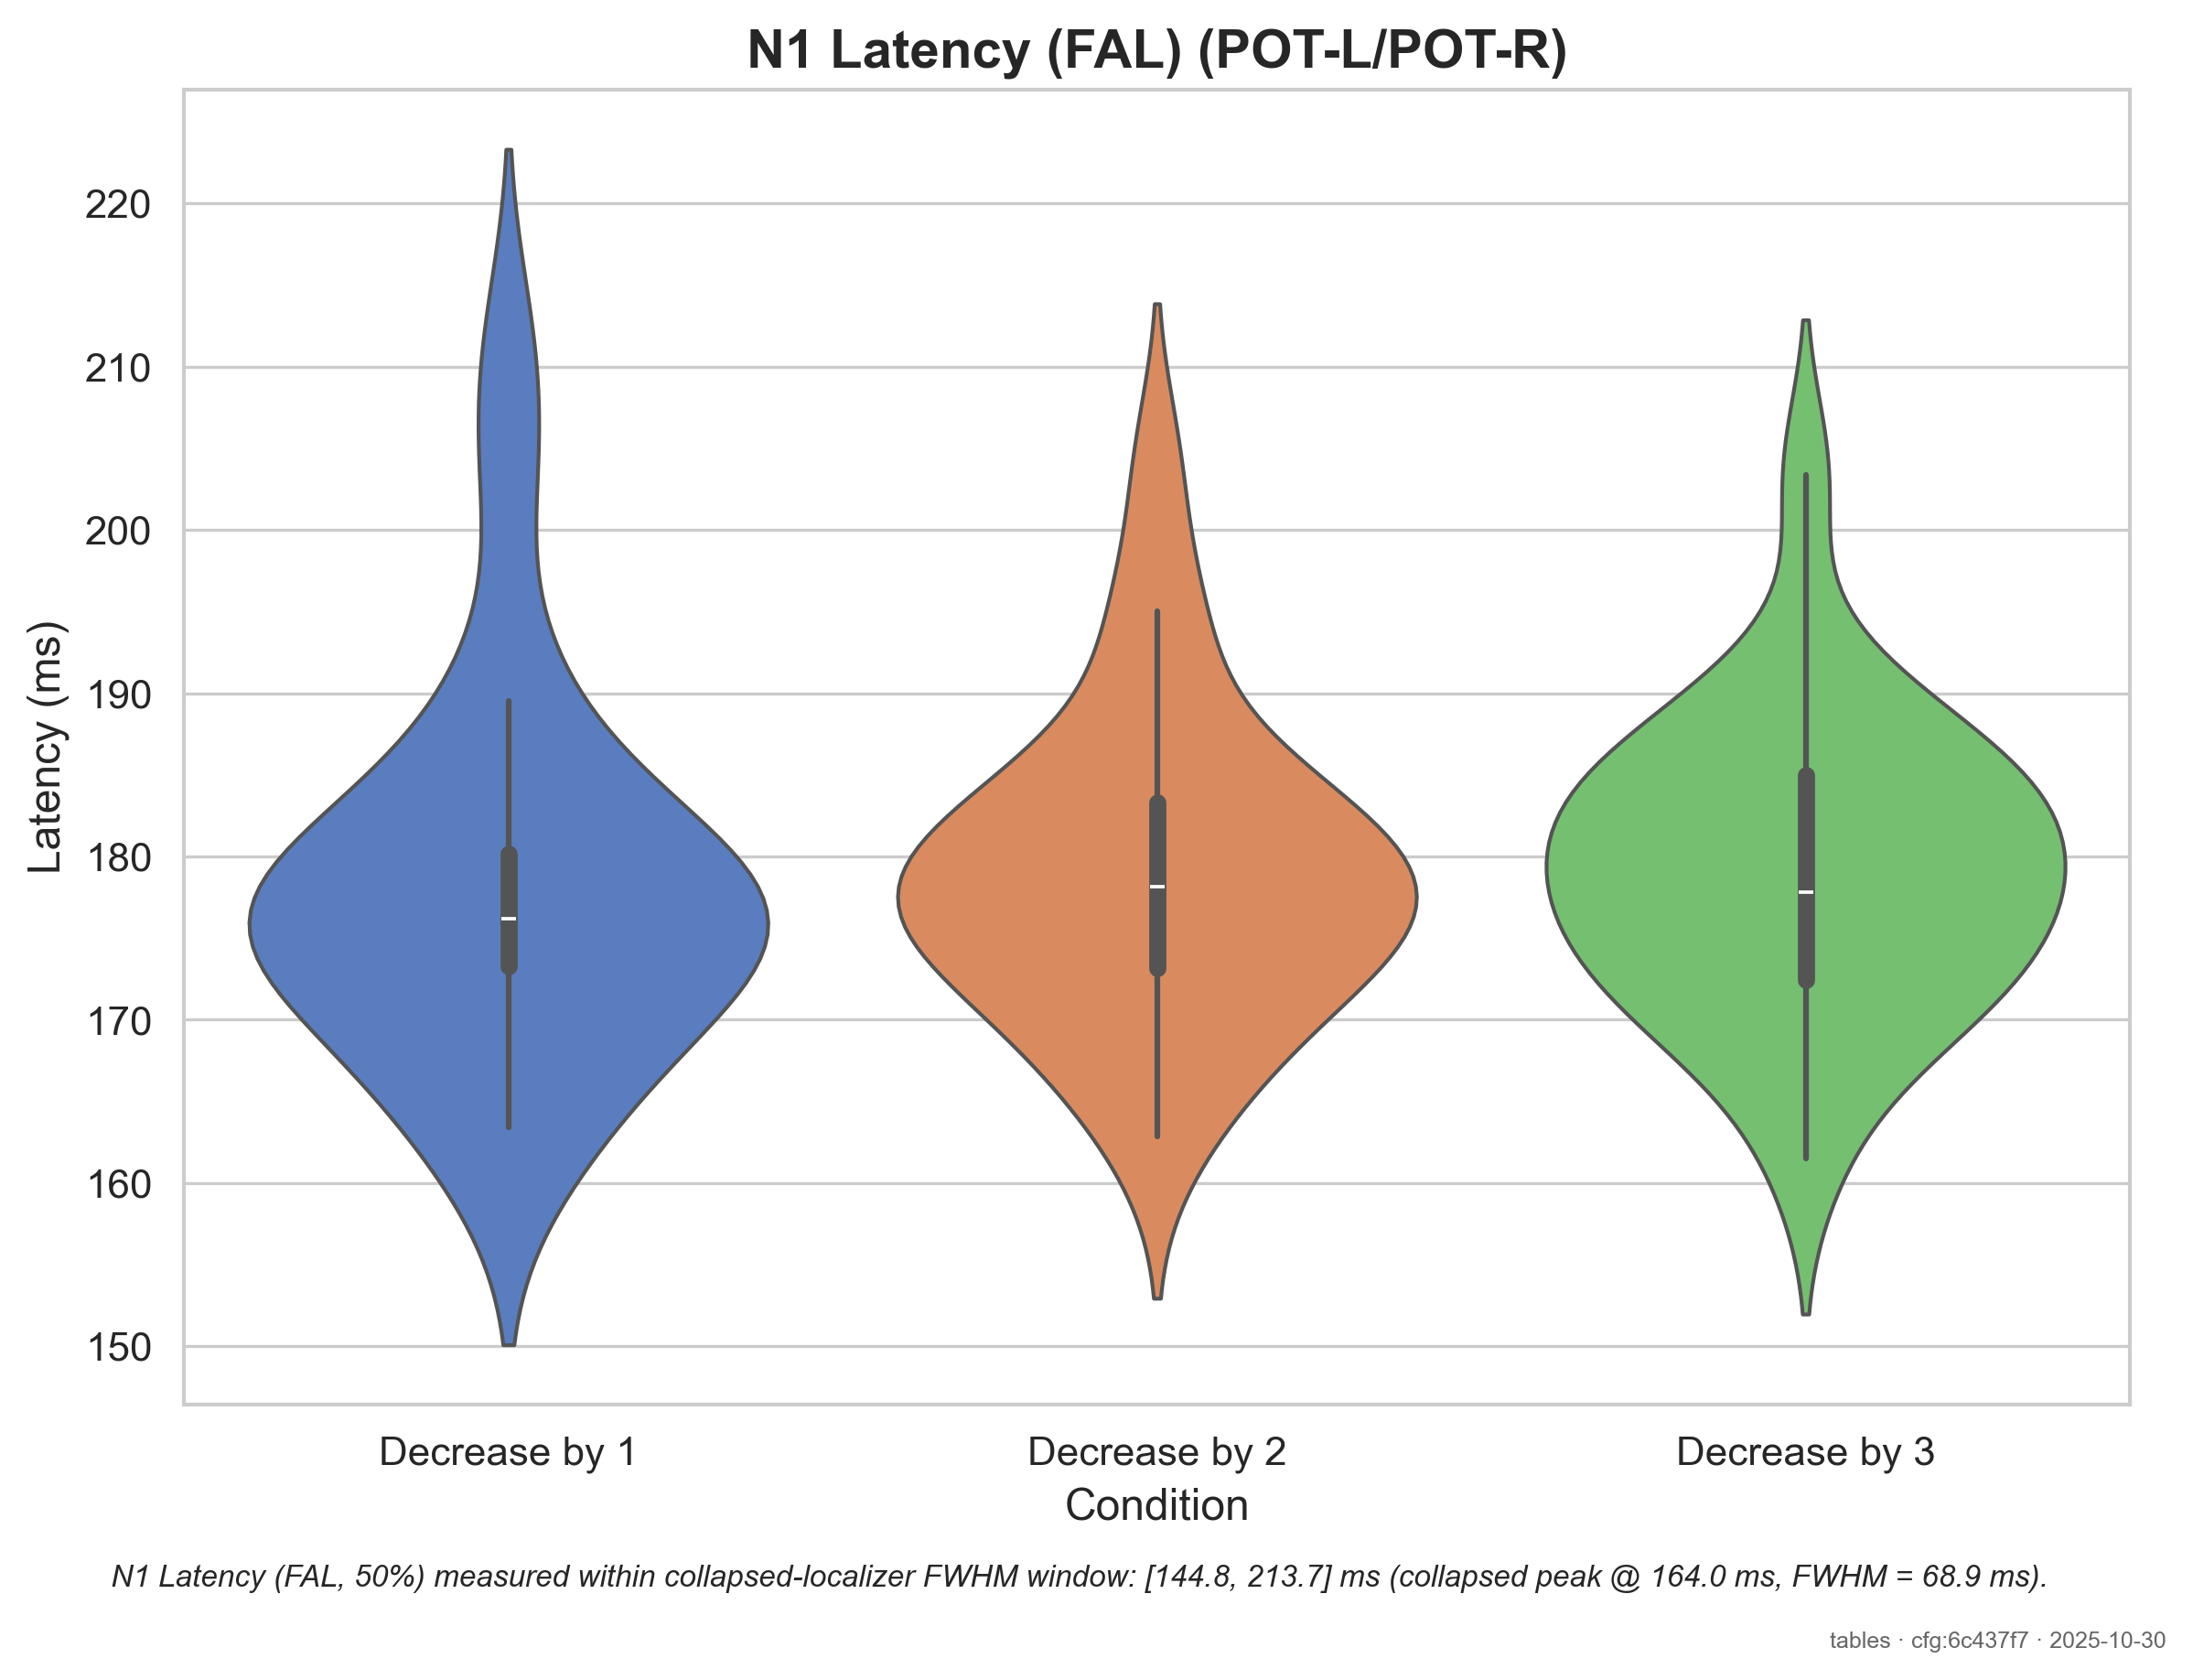 N1 Latency (FAL) (POT-L/POT-R)
Latency (ms)
220
210
200
190
180
170
160
150
Decrease by 1
Decrease by 2
Decrease by 3
Condition
N1 Latency (FAL, 50%) measured within collapsed-localizer FWHM window: [144.8, 213.7] ms (collapsed peak @ 164.0 ms, FWHM = 68.9 ms).
tables · cfg:6c437f7 · 2025-10-30